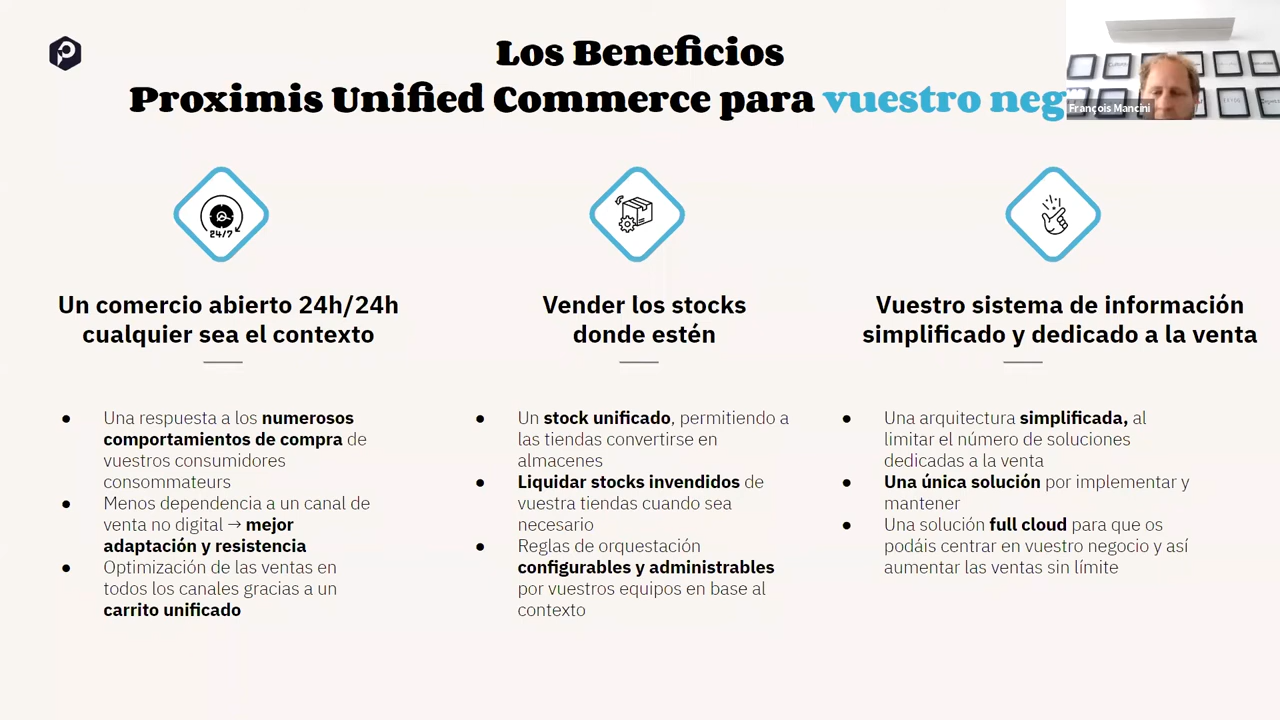 Los Beneficios
Proximis Unified Commerce para vuestro neg
François Mancini
24/7
Un comercio abierto 24h/24h
cualquier sea el contexto
Vender los stocks
donde estén
Vuestro sistema de información
simplificado y dedicado a la venta
● Una respuesta a los numerosos
comportamientos de compra de
vuestros consumidores
consommateurs
● Menos dependencia a un canal de
venta no digital → mejor
adaptación y resistencia
● Optimización de las ventas en
todos los canales gracias a un
carrito unificado
● Un stock unificado, permitiendo a
las tiendas convertirse en
almacenes
● Liquidar stocks invendidos de
vuestra tiendas cuando sea
necesario
● Reglas de orquestación
configurables y administrables
por vuestros equipos en base al
contexto
● Una arquitectura simplificada, al
limitar el número de soluciones
dedicadas a la venta
● Una única solución por implementar y
mantener
● Una solución full cloud para que os
podáis centrar en vuestro negocio y así
aumentar las ventas sin límite